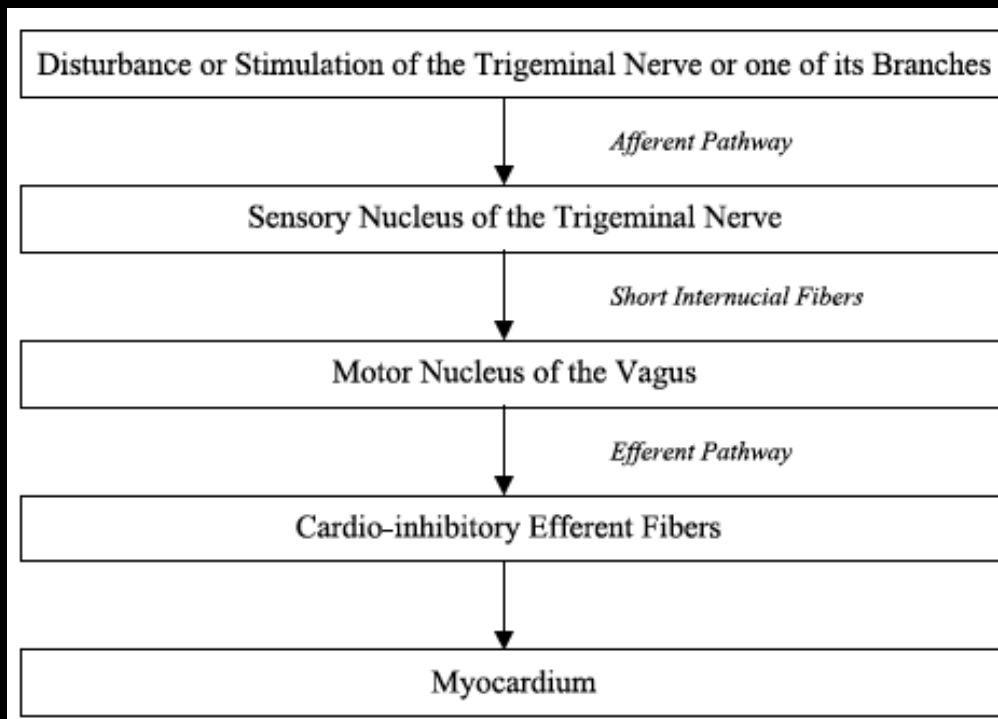 Disturbance or Stimulation of the Trigeminal Nerve or one of its Branches
Afferent Pathway
Sensory Nucleus of the Trigeminal Nerve
Short Internucial Fibers
Motor Nucleus of the Vagus
Efferent Pathway
Cardio-inhibitory Efferent Fibers
Myocardium